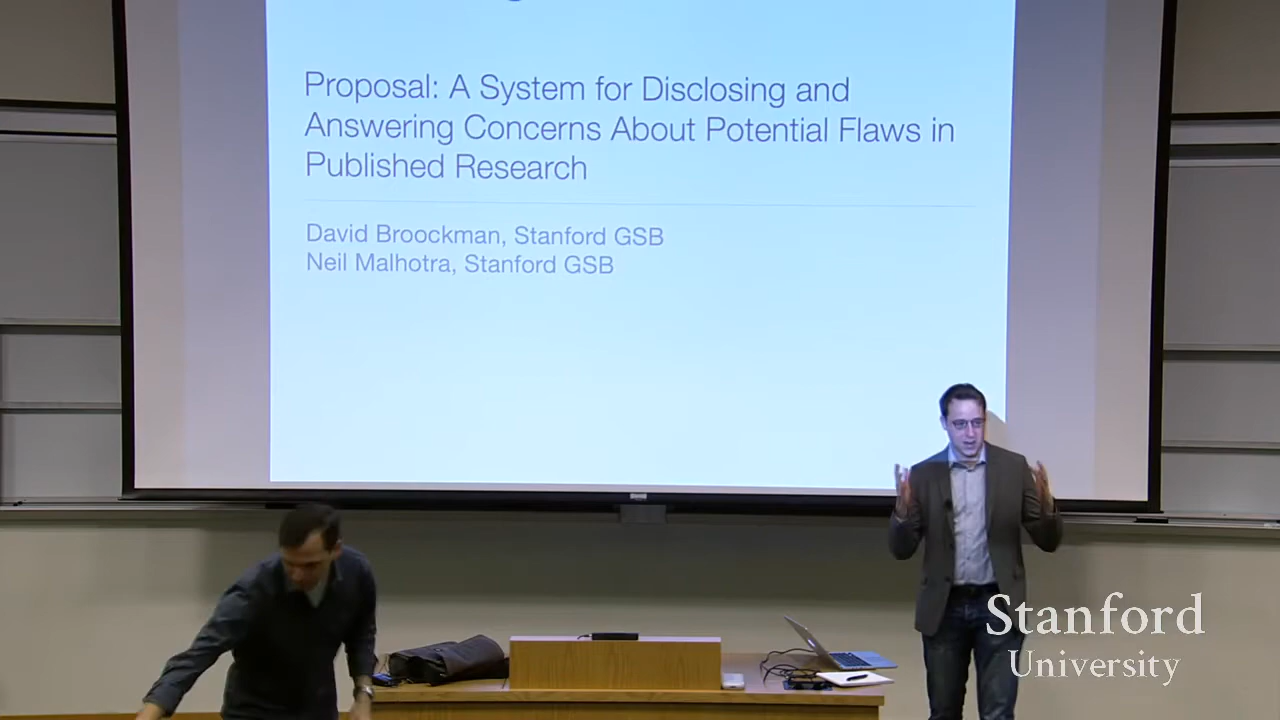 Proposal: A System for Disclosing and
Answering Concerns About Potential Flaws in
Published Research
David Broockman, Stanford GSB
Neil Malhotra, Stanford GSB
Stanford
University